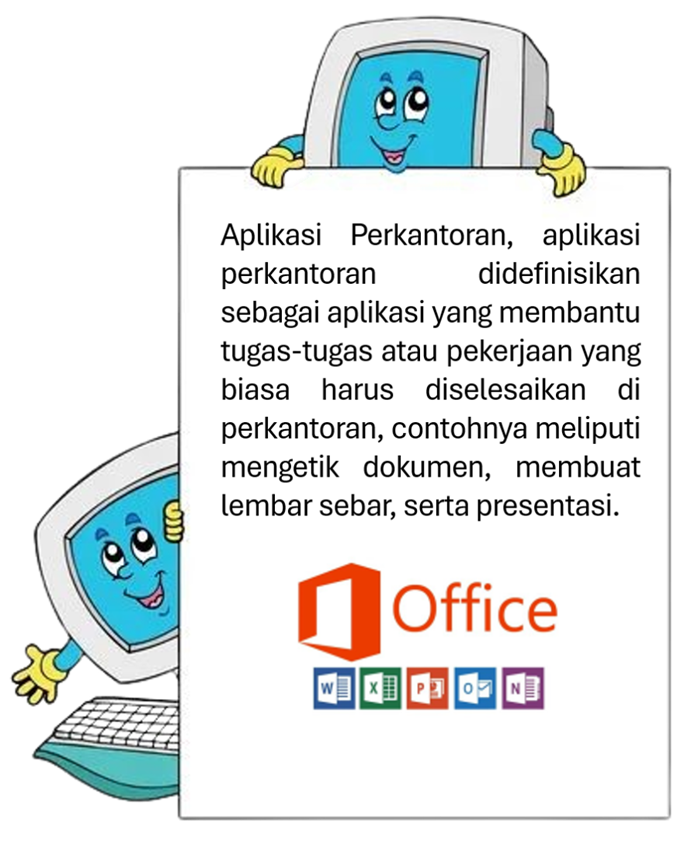 Aplikasi Perkantoran, aplikasi
perkantoran didefinisikan
sebagai aplikasi yang membantu
tugas-tugas atau pekerjaan yang
biasa harus diselesaikan di
perkantoran, contohnya meliputi
mengetik dokumen, membuat
lembar sebar, serta presentasi.
Office
W X P O N